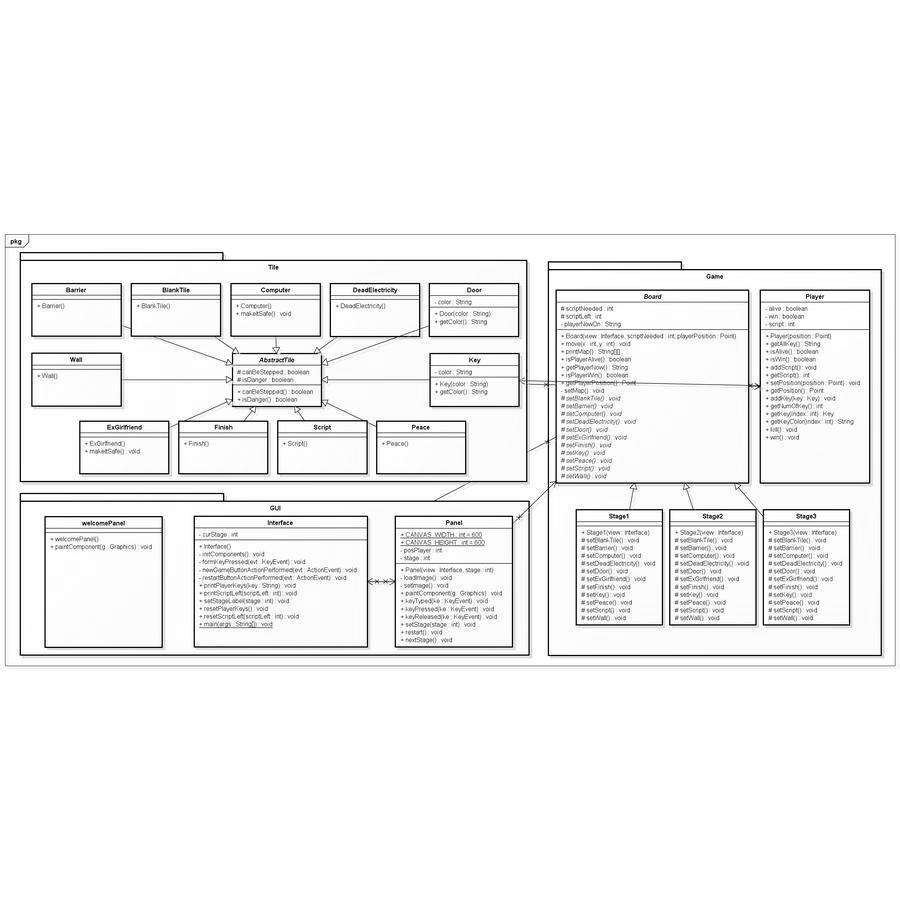 pkg
Tile
Barrier
+ Barrier()
BlankTile
+ BlankTile()
Computer
+ Computer()
+ makeItSafe() : void
DeadElectricity
+ DeadElectricity()
Door
- color : String
+ Door(color : String)
+ getColor() : String
Wall
+ Wall()
AbstractTile
# canBeStepped : boolean
# isDanger : boolean
+ canBeStepped() : boolean
+ isDanger() : boolean
Key
- color : String
+ Key(color : String)
+ getColor() : String
ExGirlfriend
+ ExGirlfriend()
+ makeItSafe() : void
Finish
+ Finish()
Script
+ Script()
Peace
+ Peace()
GUI
welcomePanel
+ welcomePanel()
+ paintComponent(g : Graphics) : void
Interface
- curStage : int
+ Interface()
- initComponents() : void
- formKeyPressed(evt : KeyEvent) : void
- newGameButtonActionPerformed(evt : ActionEvent) : void
- restartButtonActionPerformed(evt : ActionEvent) : void
+ printPlayerKeys(key : String) : void
+ printScriptLeft(scriptLeft : int) : void
+ setStageLabel(stage : int) : void
+ resetPlayerKeys() : void
+ resetScriptLeft(scriptLeft : int) : void
+ main(args : String[]) : void
Panel
+ CANVAS_WIDTH : int = 600
+ CANVAS_HEIGHT : int = 600
- posPlayer : int
- stage : int
+ Panel(view : Interface, stage : int)
- loadImage() : void
- setImage() : void
+ paintComponent(g : Graphics) : void
+ keyTyped(ke : KeyEvent) : void
+ keyPressed(ke : KeyEvent) : void
+ keyReleased(ke : KeyEvent) : void
+ setStage(stage : int) : void
+ restart() : void
+ nextStage() : void
Game
Board
# scriptNeeded : int
# scriptLeft : int
- playerNowOn : String
+ Board(view : Interface, scriptNeeded : int, playerPosition : Point)
+ move(x : int, y : int) : void
+ printMap() : String[][]
+ isPlayerAlive() : boolean
+ getPlayerNow() : String
+ isPlayerWin() : boolean
+ getPlayerPosition() : Point
- setMap() : void
# setBlankTile() : void
# setBarrier() : void
# setComputer() : void
# setDeadElectricity() : void
# setDoor() : void
# setExGirlfriend() : void
# setFinish() : void
# setKey() : void
# setPeace() : void
# setScript() : void
# setWall() : void
Player
- alive : boolean
- win : boolean
- script : int
+ Player(position : Point)
+ getAllKey() : String
+ isAlive() : boolean
+ isWin() : boolean
+ addScript() : void
+ getScript() : int
+ setPosition(position : Point) : void
+ getPosition() : Point
+ addKey(key : Key) : void
+ getNumOfKey() : int
+ getKey(index : int) : Key
+ getKeyColor(index : int) : String
+ kill() : void
+ win() : void
Stage1
+ Stage1(view : Interface)
# setBlankTile() : void
# setBarrier() : void
# setComputer() : void
# setDeadElectricity() : void
# setDoor() : void
# setExGirlfriend() : void
# setFinish() : void
# setKey() : void
# setPeace() : void
# setScript() : void
# setWall() : void
Stage2
+ Stage2(view : Interface)
# setBlankTile() : void
# setBarrier() : void
# setComputer() : void
# setDeadElectricity() : void
# setDoor() : void
# setExGirlfriend() : void
# setFinish() : void
# setKey() : void
# setPeace() : void
# setScript() : void
# setWall() : void
Stage3
+ Stage3(view : Interface)
# setBlankTile() : void
# setBarrier() : void
# setComputer() : void
# setDeadElectricity() : void
# setDoor() : void
# setExGirlfriend() : void
# setFinish() : void
# setKey() : void
# setPeace() : void
# setScript() : void
# setWall() : void